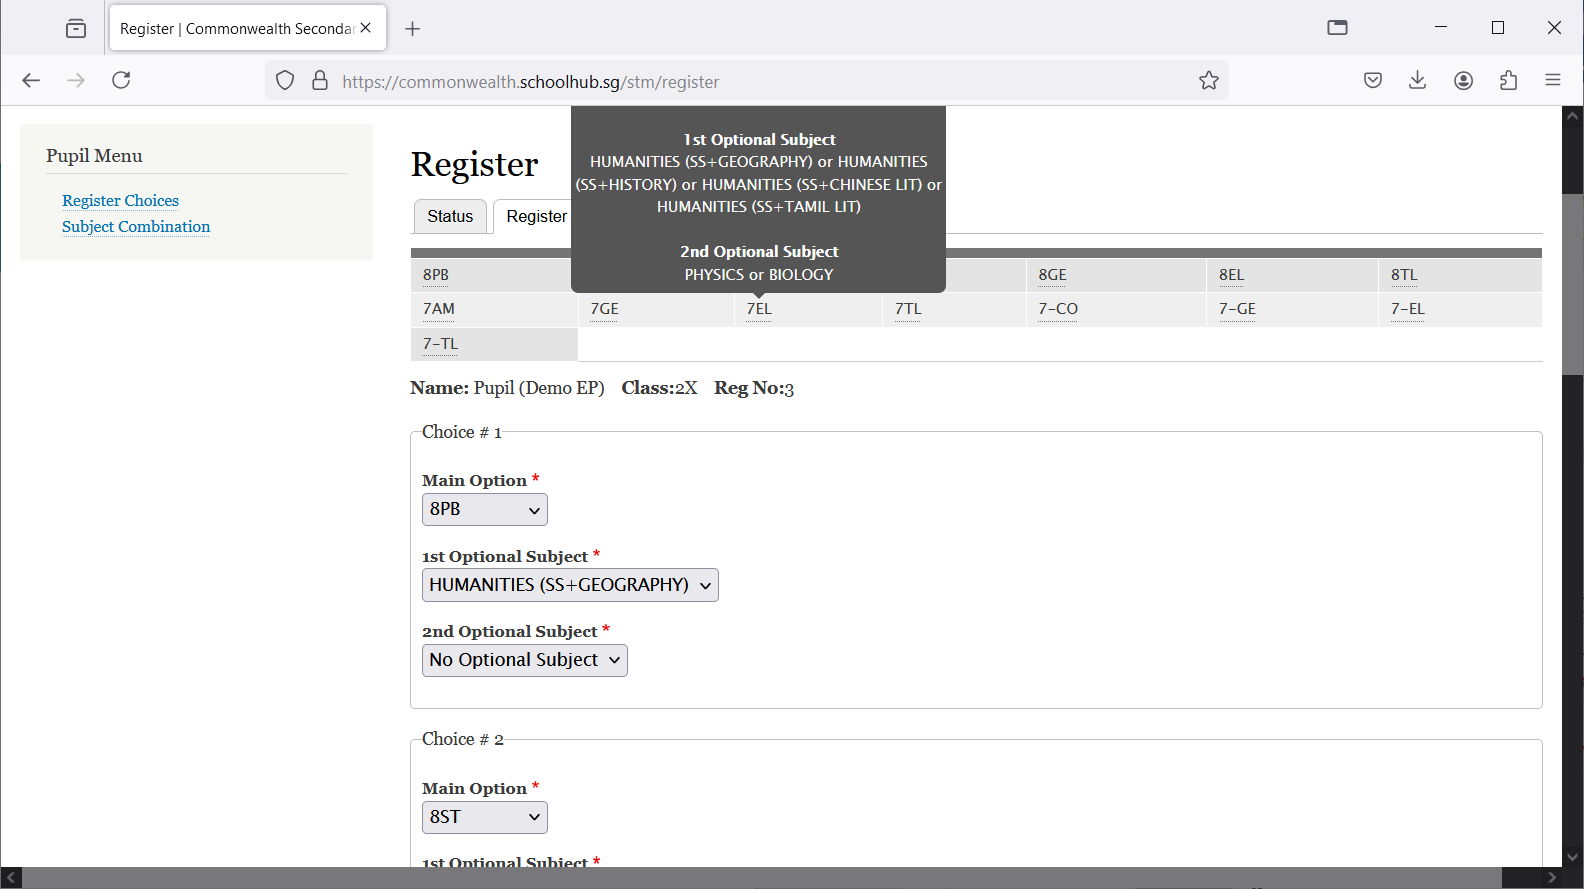 Register | Commonwealth Seconda
https://commonwealth.schoolhub.sg/stm/register
Pupil Menu
Register Choices
Subject Combination
Register
Status
Register
1st Optional Subject
HUMANITIES (SS+GEOGRAPHY) or HUMANITIES
(SS+HISTORY) or HUMANITIES (SS+CHINESE LIT) or
HUMANITIES (SS+TAMIL LIT)
2nd Optional Subject
PHYSICS or BIOLOGY
8PB 8GE 8EL 8TL
7AM 7GE 7EL 7TL 7-CO 7-GE 7-EL
7-TL
Name: Pupil (Demo EP) Class:2X Reg No:3
Choice # 1
Main Option *
8PB
1st Optional Subject *
HUMANITIES (SS+GEOGRAPHY)
2nd Optional Subject *
No Optional Subject
Choice # 2
Main Option *
8ST
1st Optional Subject *